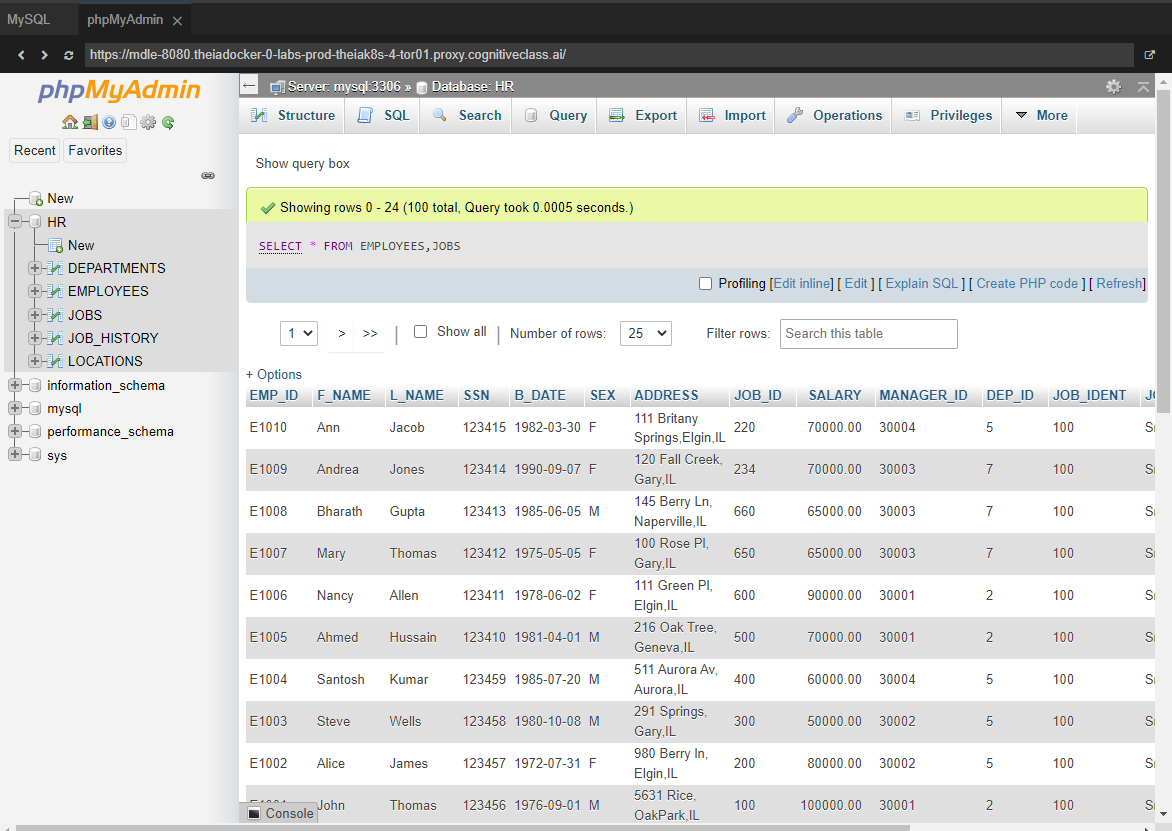 MySQL
phpMyAdmin
https://mdle-8080.theiadocker-0-labs-prod-theiak8s-4-tor01.proxy.cognitiveclass.ai/
phpMyAdmin
Recent Favorites
New
HR
New
DEPARTMENTS
EMPLOYEES
JOBS
JOB_HISTORY
LOCATIONS
information_schema
mysql
performance_schema
sys
Server: mysql:3306 » Database: HR
Structure SQL Search Query Export Import Operations Privileges More
Show query box
Showing rows 0 - 24 (100 total, Query took 0.0005 seconds.)
SELECT * FROM EMPLOYEES,JOBS
Profiling [Edit inline] [ Edit ] [ Explain SQL ] [ Create PHP code ] [ Refresh]
1 > >> | Show all | Number of rows: 25 Filter rows: Search this table
+ Options
EMP_ID F_NAME L_NAME SSN B_DATE SEX ADDRESS JOB_ID SALARY MANAGER_ID DEP_ID JOB_IDENT
E1010 Ann Jacob 123415 1982-03-30 F 111 Britany Springs,Elgin,IL 220 70000.00 30004 5 100
E1009 Andrea Jones 123414 1990-09-07 F 120 Fall Creek, Gary,IL 234 70000.00 30003 7 100
E1008 Bharath Gupta 123413 1985-06-05 M 145 Berry Ln, Naperville,IL 660 65000.00 30003 7 100
E1007 Mary Thomas 123412 1975-05-05 F 100 Rose Pl, Gary,IL 650 65000.00 30003 7 100
E1006 Nancy Allen 123411 1978-06-02 F 111 Green Pl, Elgin,IL 600 90000.00 30001 2 100
E1005 Ahmed Hussain 123410 1981-04-01 M 216 Oak Tree, Geneva,IL 500 70000.00 30001 2 100
E1004 Santosh Kumar 123459 1985-07-20 M 511 Aurora Av, Aurora,IL 400 60000.00 30004 5 100
E1003 Steve Wells 123458 1980-10-08 M 291 Springs, Gary,IL 300 50000.00 30002 5 100
E1002 Alice James 123457 1972-07-31 F 980 Berry ln, Elgin,IL 200 80000.00 30002 5 100
John Thomas 123456 1976-09-01 M 5631 Rice, OakPark,IL 100 100000.00 30001 2 100
Console